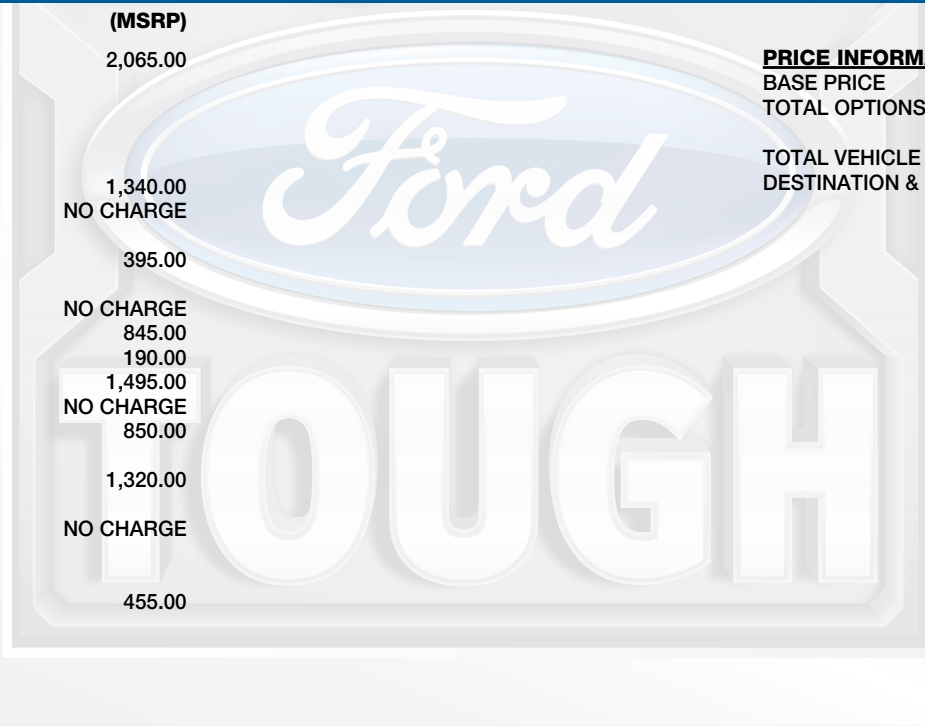 (MSRP)
2,065.00
1,340.00
NO CHARGE
395.00
NO CHARGE
845.00
190.00
1,495.00
NO CHARGE
850.00
1,320.00
NO CHARGE
455.00
PRICE INFORMA
BASE PRICE
TOTAL OPTIONS
TOTAL VEHICLE
DESTINATION &
Ford
TOUGH